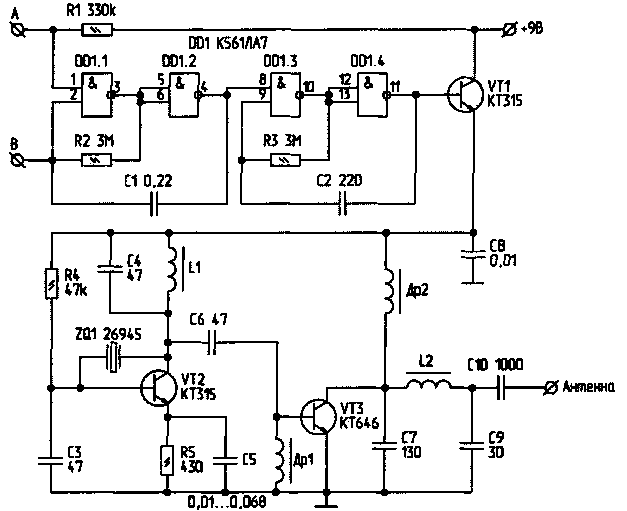 A
R1 330k
+9В
DD1 К561ЛА7
DD1.1
DD1.2
DD1.3
DD1.4
1
2
&
3
5
6
&
4
8
9
&
10
12
13
&
11
VT1
КТ315
B
R2 3М
R3 3М
C1 0,22
C2 220
C8
0,01
R4
47k
C4
47
L1
Др2
ZQ1 26945
C6 47
L2
C10 1000
Антенна
VT2
КТ315
VT3
КТ646
C3
47
R5
430
C5
Др1
C7
130
C9
30
0,01...0,068